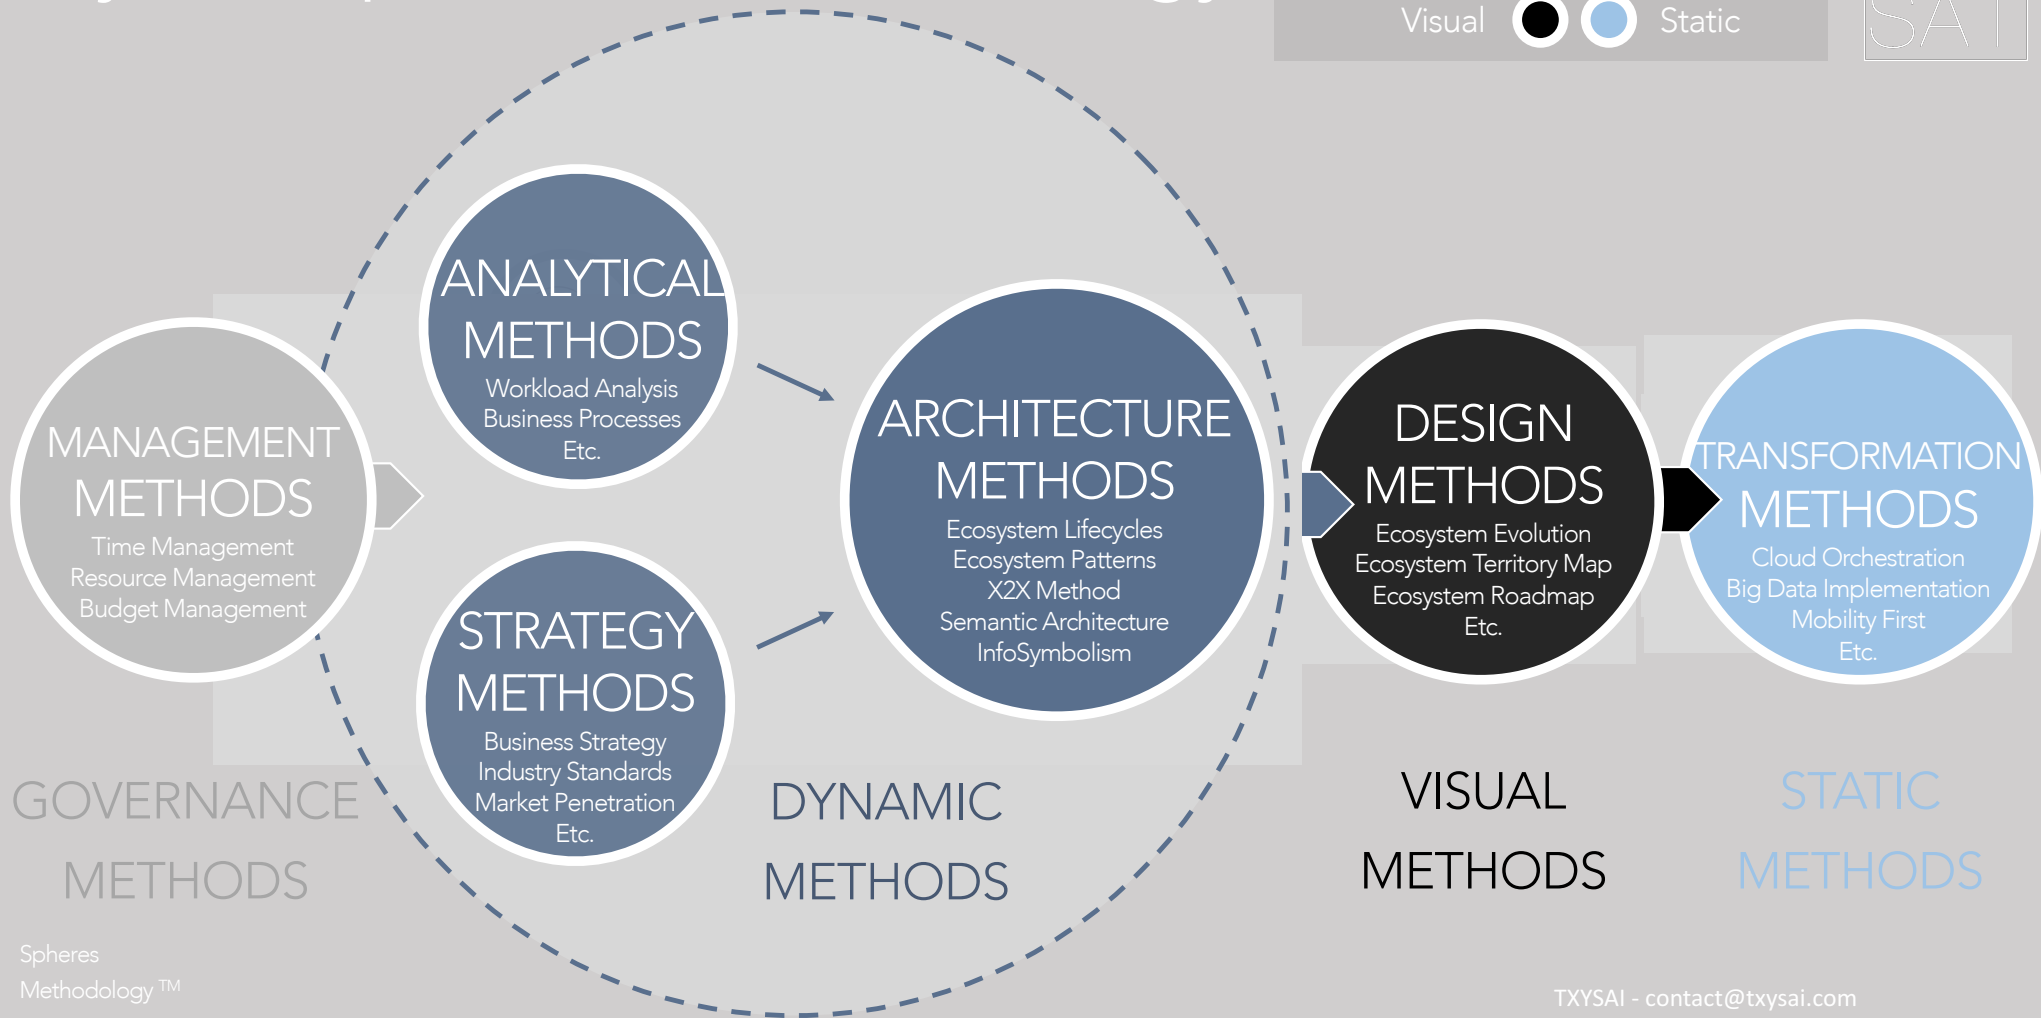 Visual
Static
SAI
MANAGEMENT
METHODS
Time Management
Resource Management
Budget Management
ANALYTICAL
METHODS
Workload Analysis
Business Processes
Etc.
STRATEGY
METHODS
Business Strategy
Industry Standards
Market Penetration
Etc.
ARCHITECTURE
METHODS
Ecosystem Lifecycles
Ecosystem Patterns
X2X Method
Semantic Architecture
InfoSymbolism
DESIGN
METHODS
Ecosystem Evolution
Ecosystem Territory Map
Ecosystem Roadmap
Etc.
TRANSFORMATION
METHODS
Cloud Orchestration
Big Data Implementation
Mobility First
Etc.
GOVERNANCE
METHODS
DYNAMIC
METHODS
VISUAL
METHODS
STATIC
METHODS
Spheres
Methodology ™
TXYSAI - contact@txysai.com